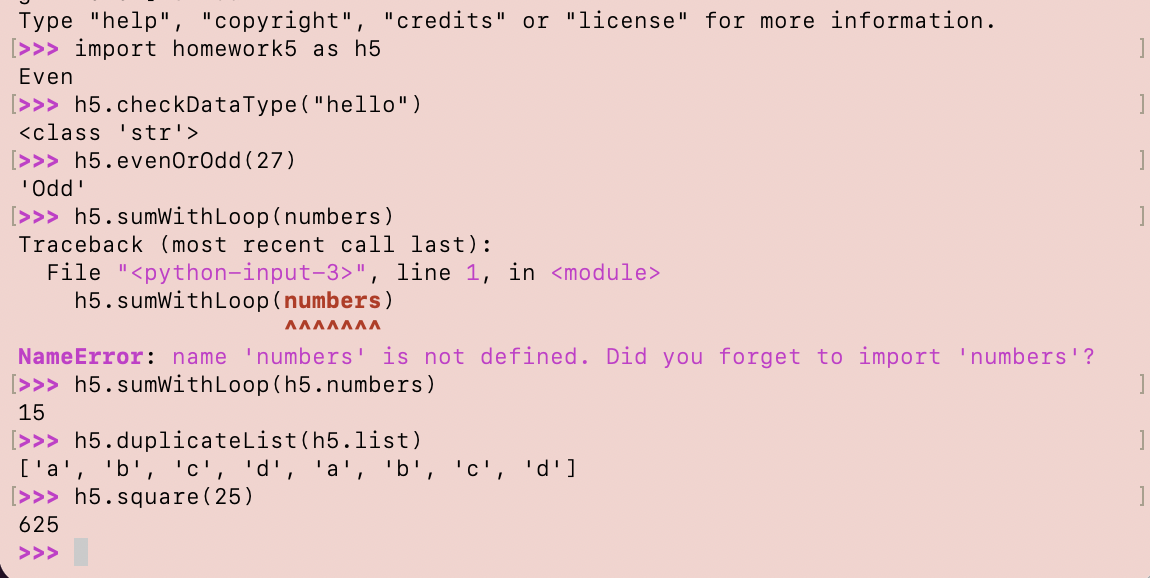 Type "help", "copyright", "credits" or "license" for more information.
[>>> import homework5 as h5 ]
Even
[>>> h5.checkDataType("hello") ]
<class 'str'>
[>>> h5.evenOrOdd(27) ]
'Odd'
[>>> h5.sumWithLoop(numbers) ]
Traceback (most recent call last):
  File "<python-input-3>", line 1, in <module>
    h5.sumWithLoop(numbers)
                   ^^^^^^^
NameError: name 'numbers' is not defined. Did you forget to import 'numbers'?
[>>> h5.sumWithLoop(h5.numbers) ]
15
[>>> h5.duplicateList(h5.list) ]
['a', 'b', 'c', 'd', 'a', 'b', 'c', 'd']
[>>> h5.square(25) ]
625
>>>